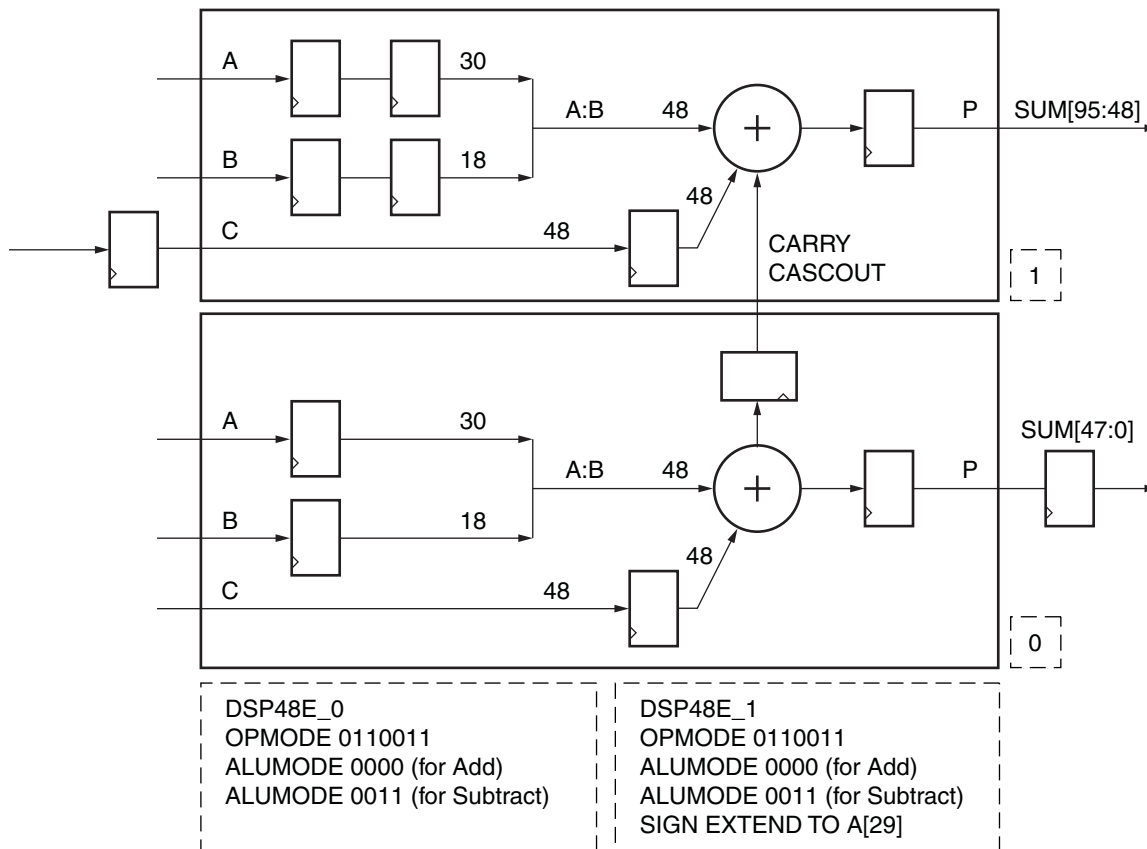 A
30
A:B
48
P
SUM[95:48]
B
18
48
C
48
CARRY
CASCOUT
1
A
30
SUM[47:0]
A:B
48
P
B
18
48
C
48
0
DSP48E_0
OPMODE 0110011
ALUMODE 0000 (for Add)
ALUMODE 0011 (for Subtract)
DSP48E_1
OPMODE 0110011
ALUMODE 0000 (for Add)
ALUMODE 0011 (for Subtract)
SIGN EXTEND TO A[29]